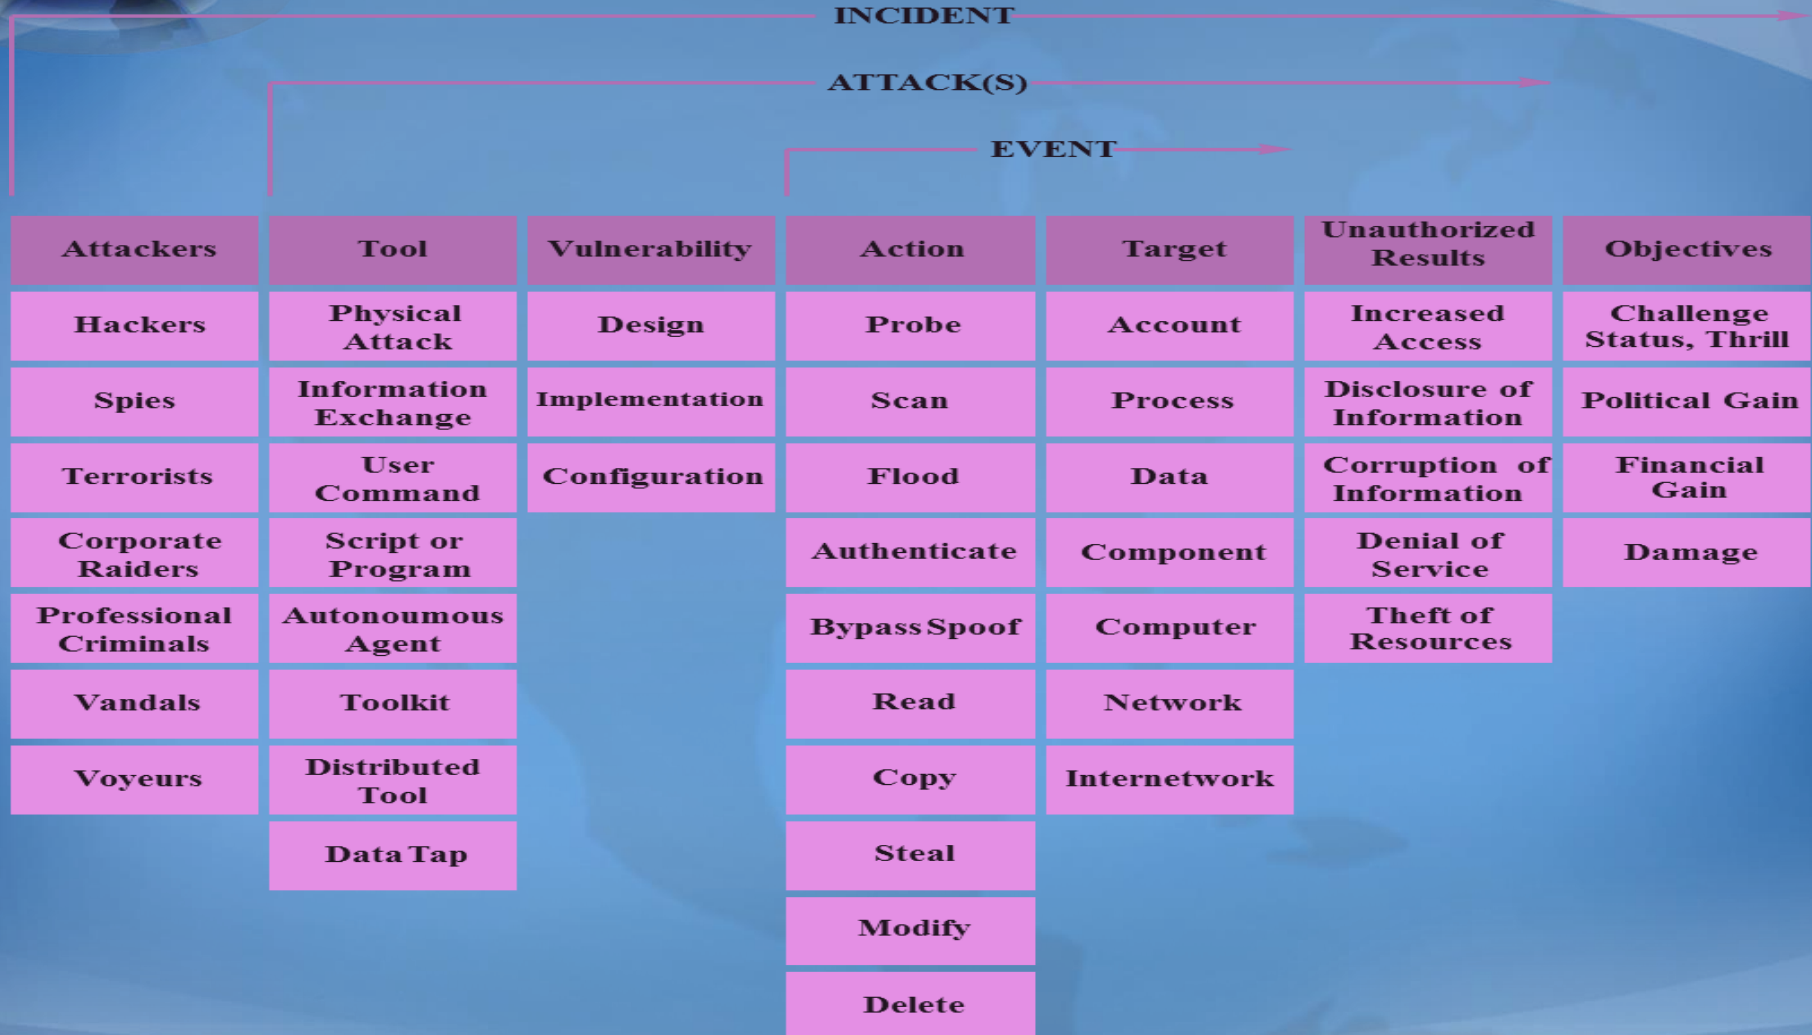 INCIDENT
ATTACK(S)
EVENT
Attackers
Tool
Vulnerability
Action
Target
Unauthorized
Results
Objectives
Hackers
Physical
Attack
Design
Probe
Account
Increased
Access
Challenge
Status, Thrill
Spies
Information
Exchange
Implementation
Scan
Process
Disclosure of
Information
Political Gain
Terrorists
User
Command
Configuration
Flood
Data
Corruption of
Information
Financial
Gain
Corporate
Raiders
Script or
Program
Authenticate
Component
Denial of
Service
Damage
Professional
Criminals
Autonoumous
Agent
Bypass Spoof
Computer
Theft of
Resources
Vandals
Toolkit
Read
Network
Voyeurs
Distributed
Tool
Copy
Internetwork
Data Tap
Steal
Modify
Delete